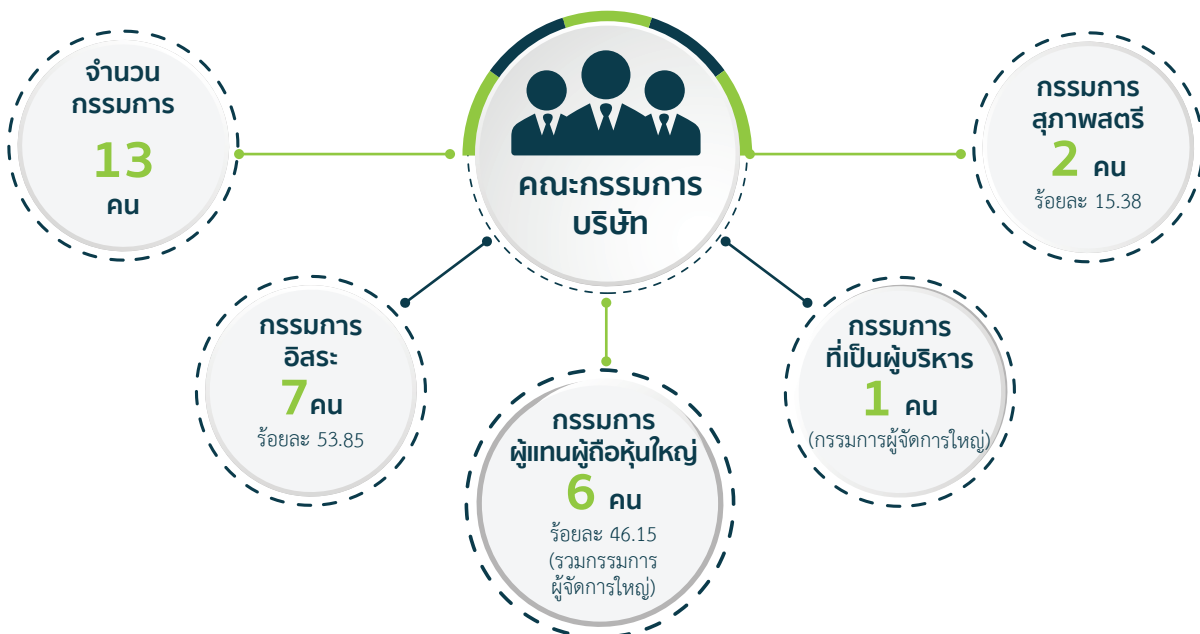 จำนวน
กรรมการ
13
คน
คณะกรรมการ
บริษัท
กรรมการ
สุภาพสตรี
2 คน
ร้อยละ 15.38
กรรมการ
อิสระ
7 คน
ร้อยละ 53.85
กรรมการ
ผู้แทนผู้ถือหุ้นใหญ่
6 คน
ร้อยละ 46.15
(รวมกรรมการ
ผู้จัดการใหญ่)
กรรมการ
ที่เป็นผู้บริหาร
1 คน
(กรรมการผู้จัดการใหญ่)